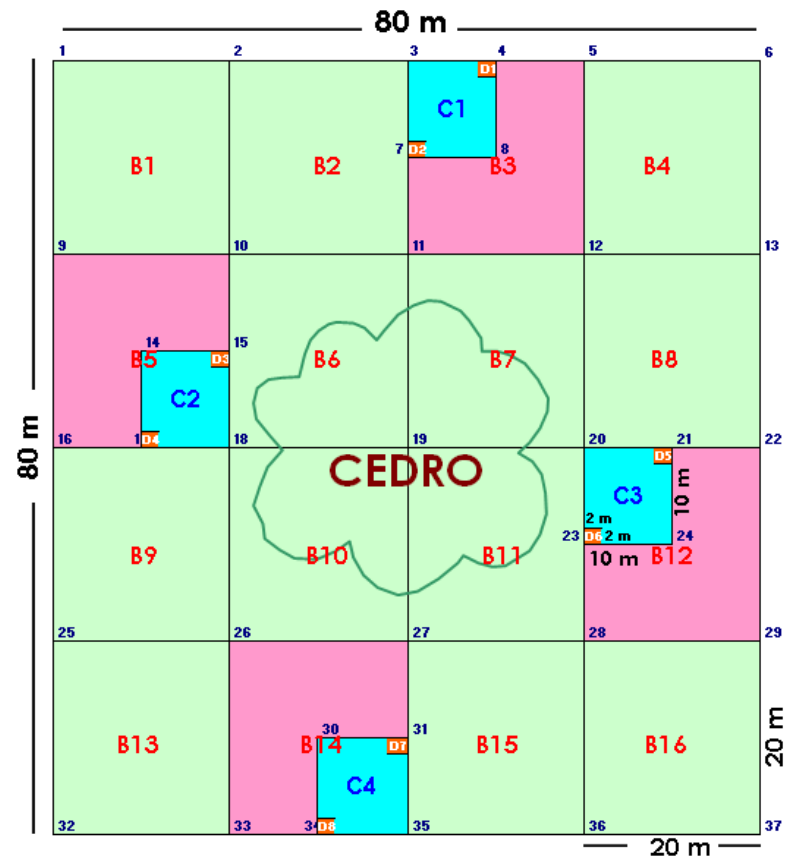 80 m
1 2 3 4 5 6
D1
C1
7 D2 8
B1 B2 B3 B4
9 10 11 12 13
14 15
B5 D3 B6 B7 B8
C2
16 D4 18 19 20 21 22
80 m
CEDRO
D5
C3
10 m
2 m
23 D6 2 m 24
B9 B10 B11 10 m B12
25 26 27 28 29
30 31
B13 B14 D7 B15 B16
20 m
C4
D8
32 33 34 35 36 37
20 m